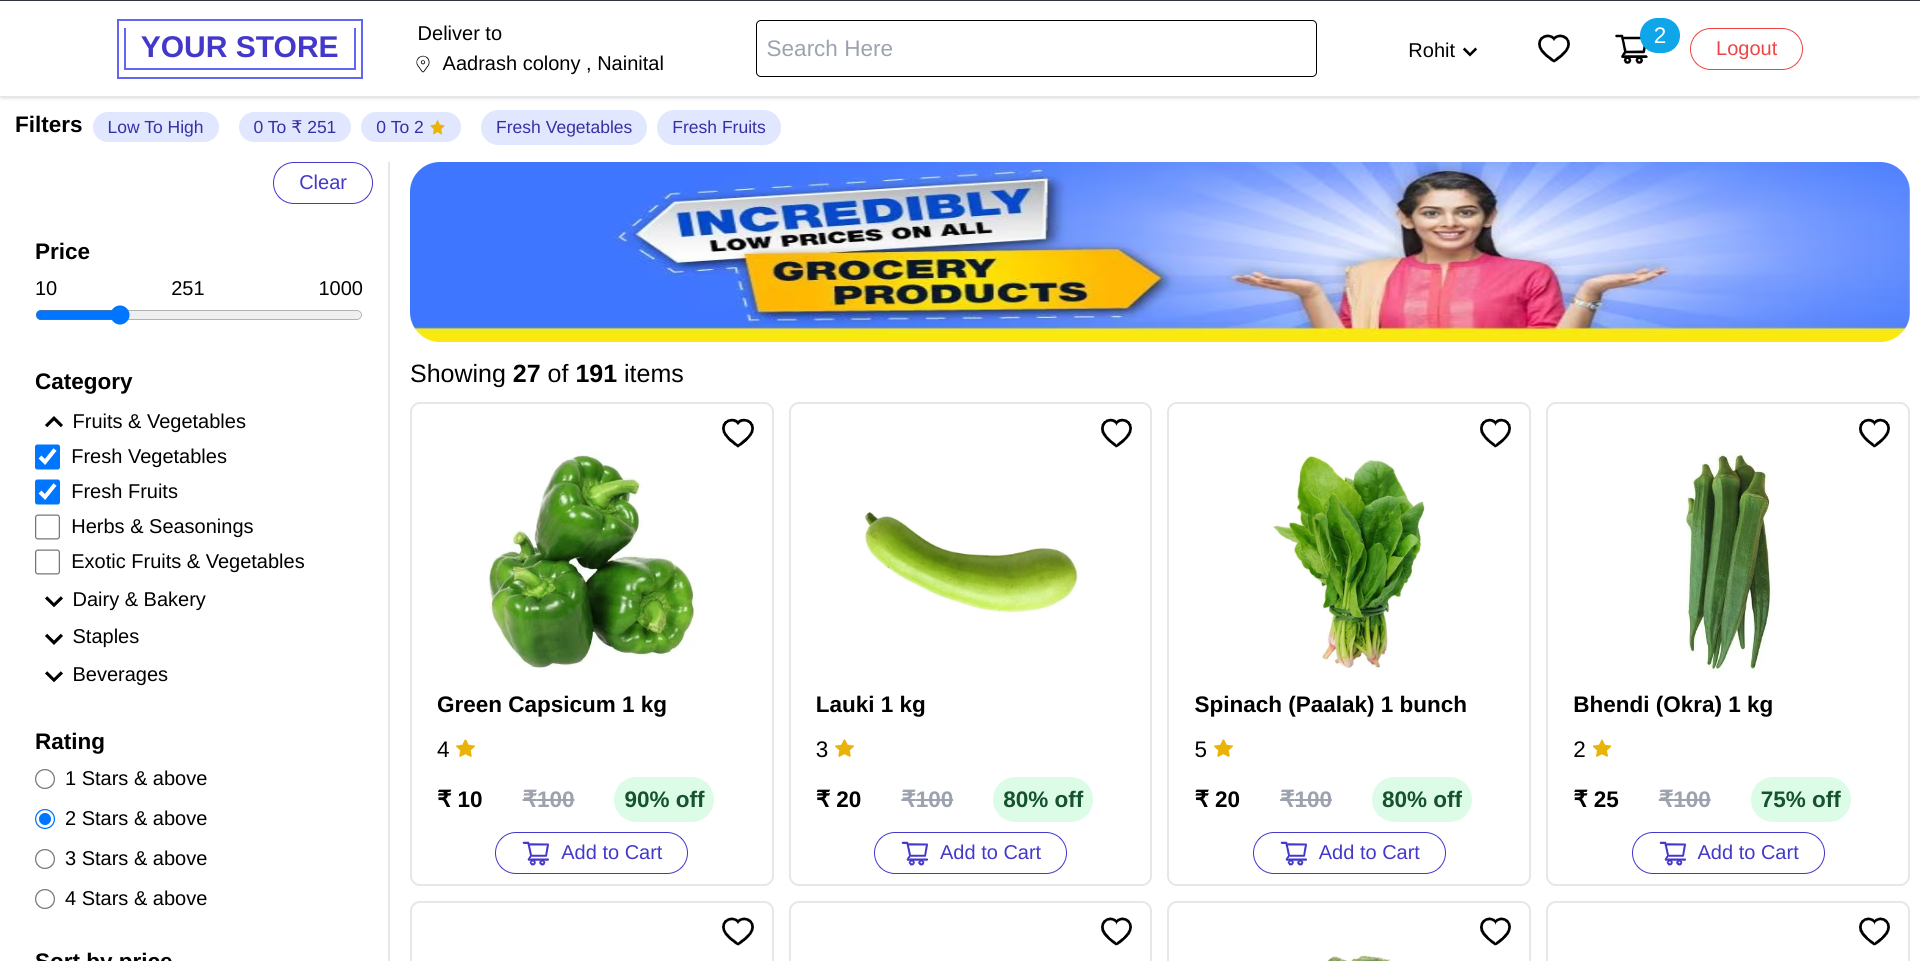 YOUR STORE
Deliver to
Aadrash colony , Nainital
Search Here
Rohit
2
Logout
Filters
Low To High
0 To ₹ 251
0 To 2
Fresh Vegetables
Fresh Fruits
Clear
Price
10 251 1000
Category
Fruits & Vegetables
Fresh Vegetables
Fresh Fruits
Herbs & Seasonings
Exotic Fruits & Vegetables
Dairy & Bakery
Staples
Beverages
Rating
1 Stars & above
2 Stars & above
3 Stars & above
4 Stars & above
Sort by price
INCREDIBLY
LOW PRICES ON ALL
GROCERY
PRODUCTS
Showing 27 of 191 items
Green Capsicum 1 kg
4
₹ 10 ₹100 90% off
Add to Cart
Lauki 1 kg
3
₹ 20 ₹100 80% off
Add to Cart
Spinach (Paalak) 1 bunch
5
₹ 20 ₹100 80% off
Add to Cart
Bhendi (Okra) 1 kg
2
₹ 25 ₹100 75% off
Add to Cart